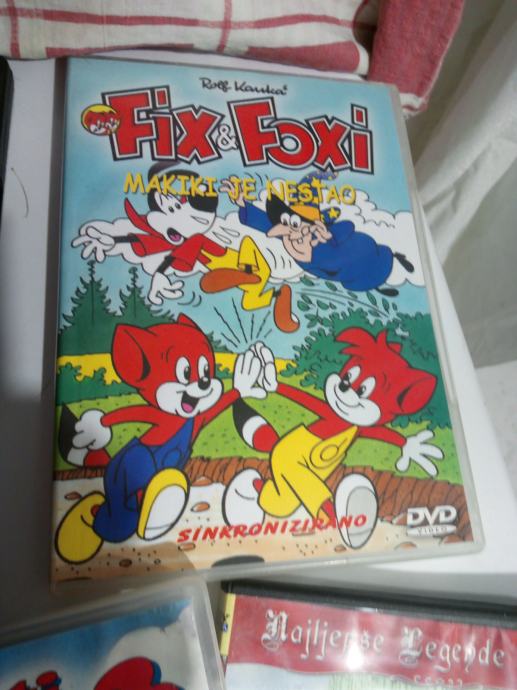 Rolf Kauka's
Fix & Foxi
MAKIKI JE NESTAO
SINKRONIZIRANO
DVD
VIDEO
Najljepše Legende